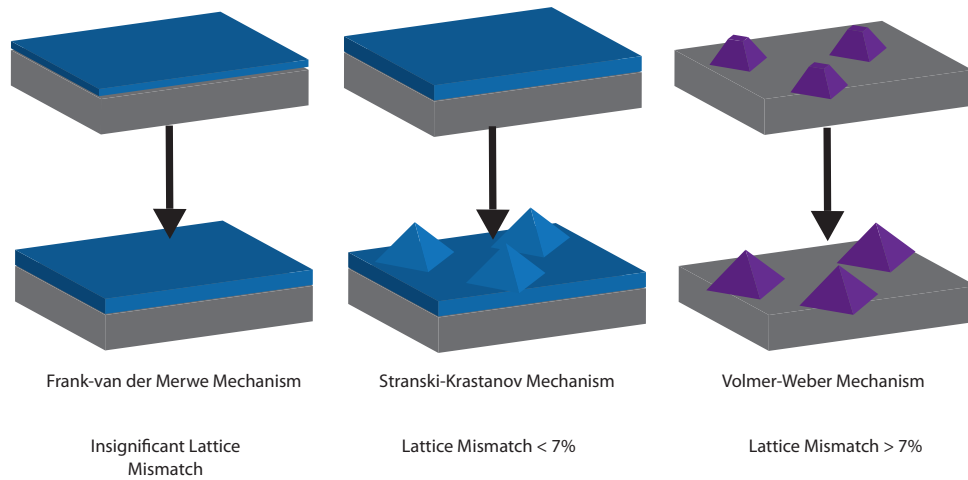 Frank-van der Merwe Mechanism
Stranski-Krastanov Mechanism
Volmer-Weber Mechanism
Insignificant Lattice
Mismatch
Lattice Mismatch < 7%
Lattice Mismatch > 7%